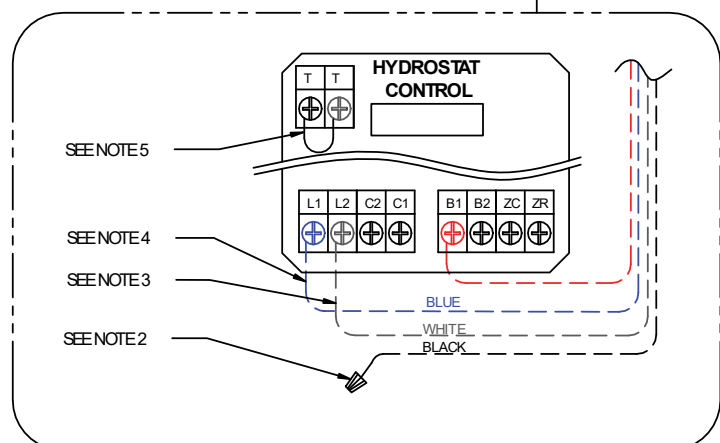 T T
HYDROSTAT
CONTROL
SEE NOTE 5
L1 L2 C2 C1 B1 B2 ZC ZR
SEE NOTE 4
SEE NOTE 3
BLUE
WHITE
SEE NOTE 2
BLACK